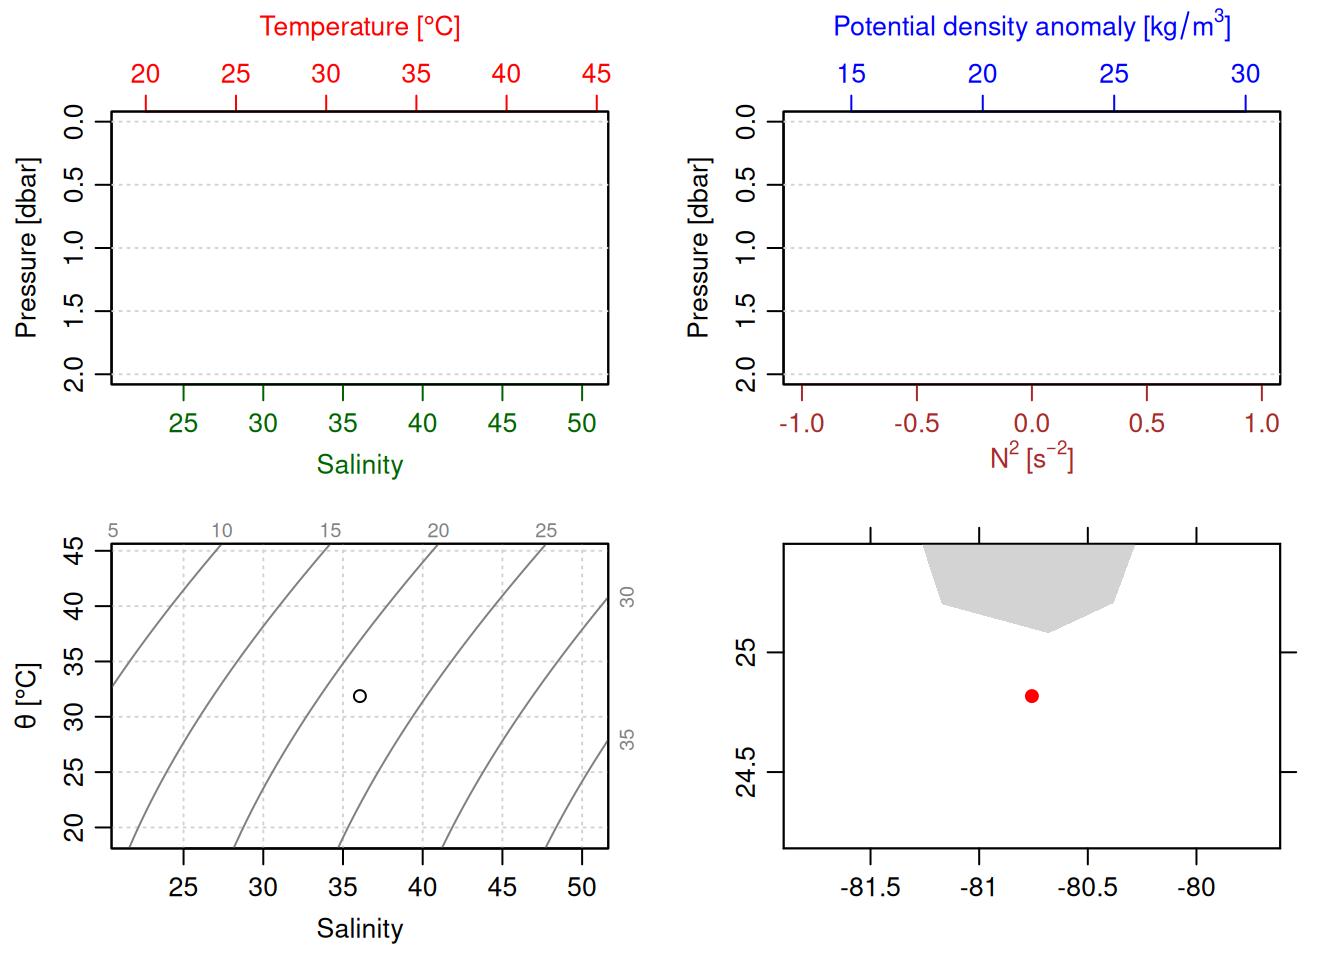 Temperature [°C]
20 25 30 35 40 45
Pressure [dbar]
0.0 0.5 1.0 1.5 2.0
25 30 35 40 45 50
Salinity
Potential density anomaly [kg/m³]
15 20 25 30
Pressure [dbar]
0.0 0.5 1.0 1.5 2.0
-1.0 -0.5 0.0 0.5 1.0
N² [s⁻²]
5 10 15 20 25
30
35
θ [°C]
45 40 35 30 25 20
25 30 35 40 45 50
Salinity
25
24.5
-81.5 -81 -80.5 -80